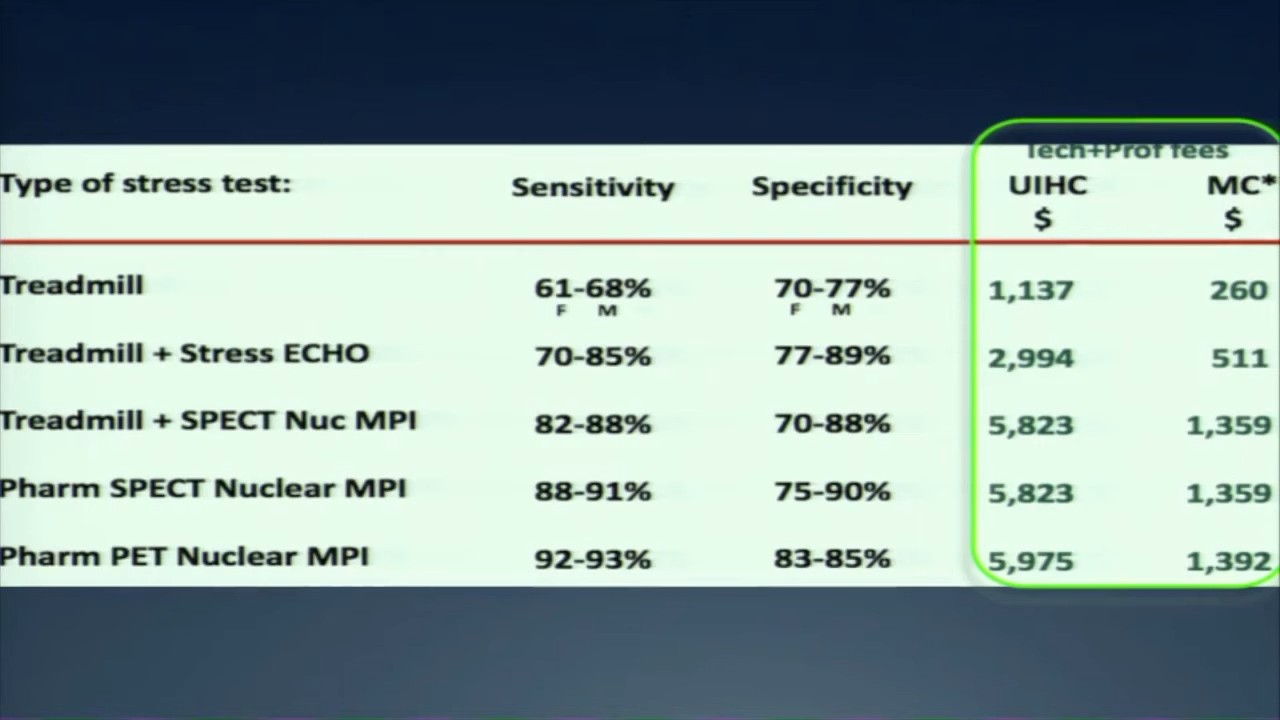 Tech+Prof fees
Type of stress test: Sensitivity Specificity UIHC MC*
$ $
Treadmill 61-68% 70-77% 1,137 260
F M F M
Treadmill + Stress ECHO 70-85% 77-89% 2,994 511
Treadmill + SPECT Nuc MPI 82-88% 70-88% 5,823 1,359
Pharm SPECT Nuclear MPI 88-91% 75-90% 5,823 1,359
Pharm PET Nuclear MPI 92-93% 83-85% 5,975 1,392